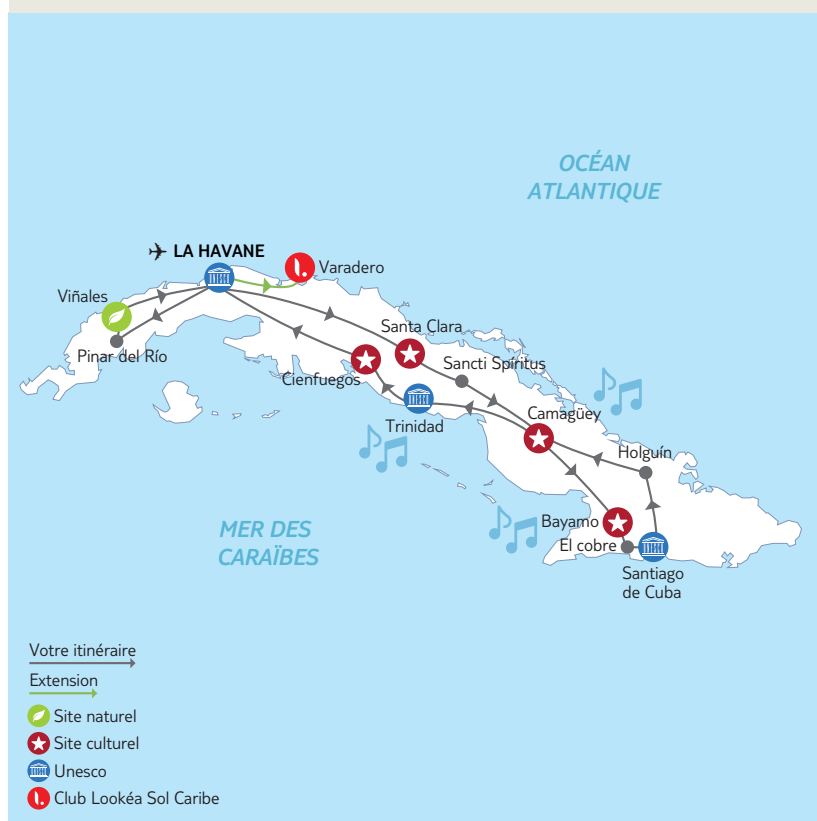 OCÉAN
ATLANTIQUE
LA HAVANE
Varadero
Viñales
Santa Clara
Pinar del Río
Sancti Spíritus
Cienfuegos
Camagüey
Trinidad
Holguín
Bayamo
MER DES
CARAÏBES
El cobre
Santiago
de Cuba
Votre itinéraire
Extension
Site naturel
Site culturel
Unesco
Club Lookéa Sol Caribe